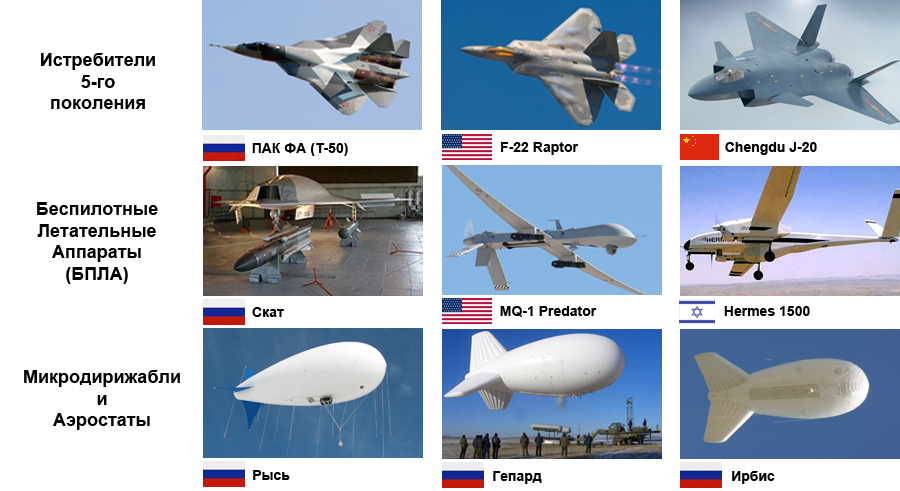 Истребители
5-го
поколения
ПАК ФА (Т-50)
F-22 Raptor
Chengdu J-20
Беспилотные
Летательные
Аппараты
(БПЛА)
Скат
MQ-1 Predator
Hermes 1500
Микродирижабли
и
Аэростаты
Рысь
Гепард
Ирбис